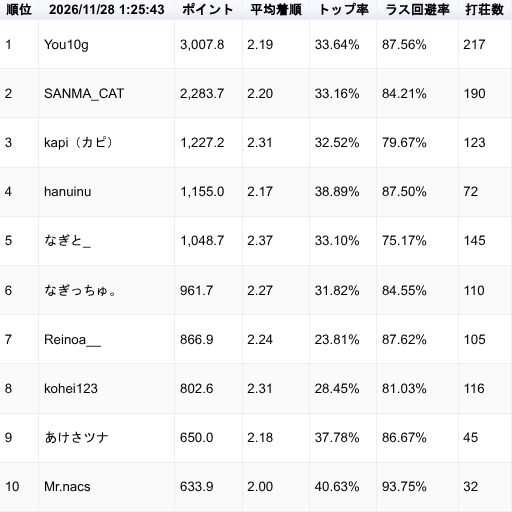 順位 2026/11/28 1:25:43 ポイント 平均着順 トップ率 ラス回避率 打荘数
1 You10g 3,007.8 2.19 33.64% 87.56% 217
2 SANMA_CAT 2,283.7 2.20 33.16% 84.21% 190
3 kapi（カピ） 1,227.2 2.31 32.52% 79.67% 123
4 hanuinu 1,155.0 2.17 38.89% 87.50% 72
5 なぎと_ 1,048.7 2.37 33.10% 75.17% 145
6 なぎっちゅ。 961.7 2.27 31.82% 84.55% 110
7 Reinoa__ 866.9 2.24 23.81% 87.62% 105
8 kohei123 802.6 2.31 28.45% 81.03% 116
9 あけさツナ 650.0 2.18 37.78% 86.67% 45
10 Mr.nacs 633.9 2.00 40.63% 93.75% 32